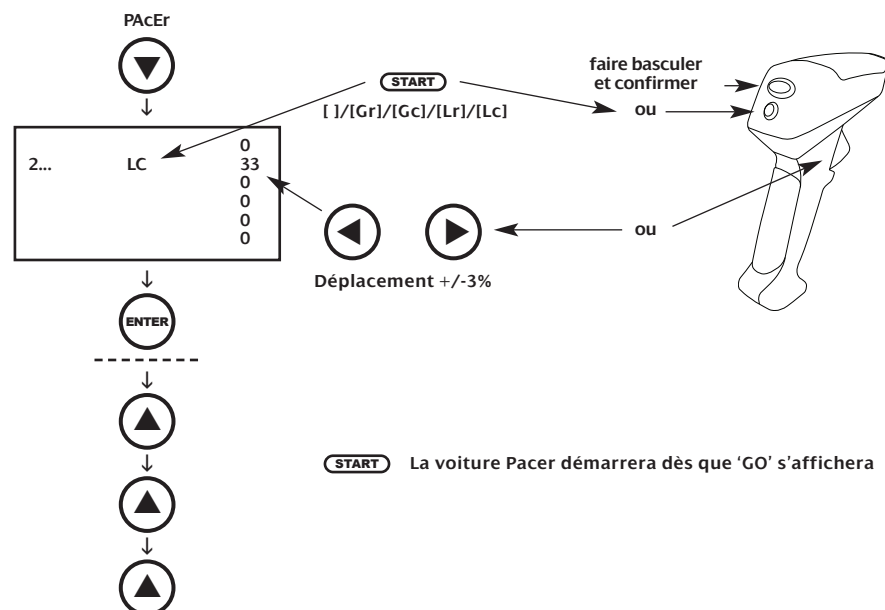 PAcEr
START
[ ]/[Gr]/[Gc]/[Lr]/[Lc]
faire basculer
et confirmer
ou
0
2... LC 33
0
0
0
0
ou
Déplacement +/-3%
ENTER
START La voiture Pacer démarrera dès que ‘GO’ s'affichera